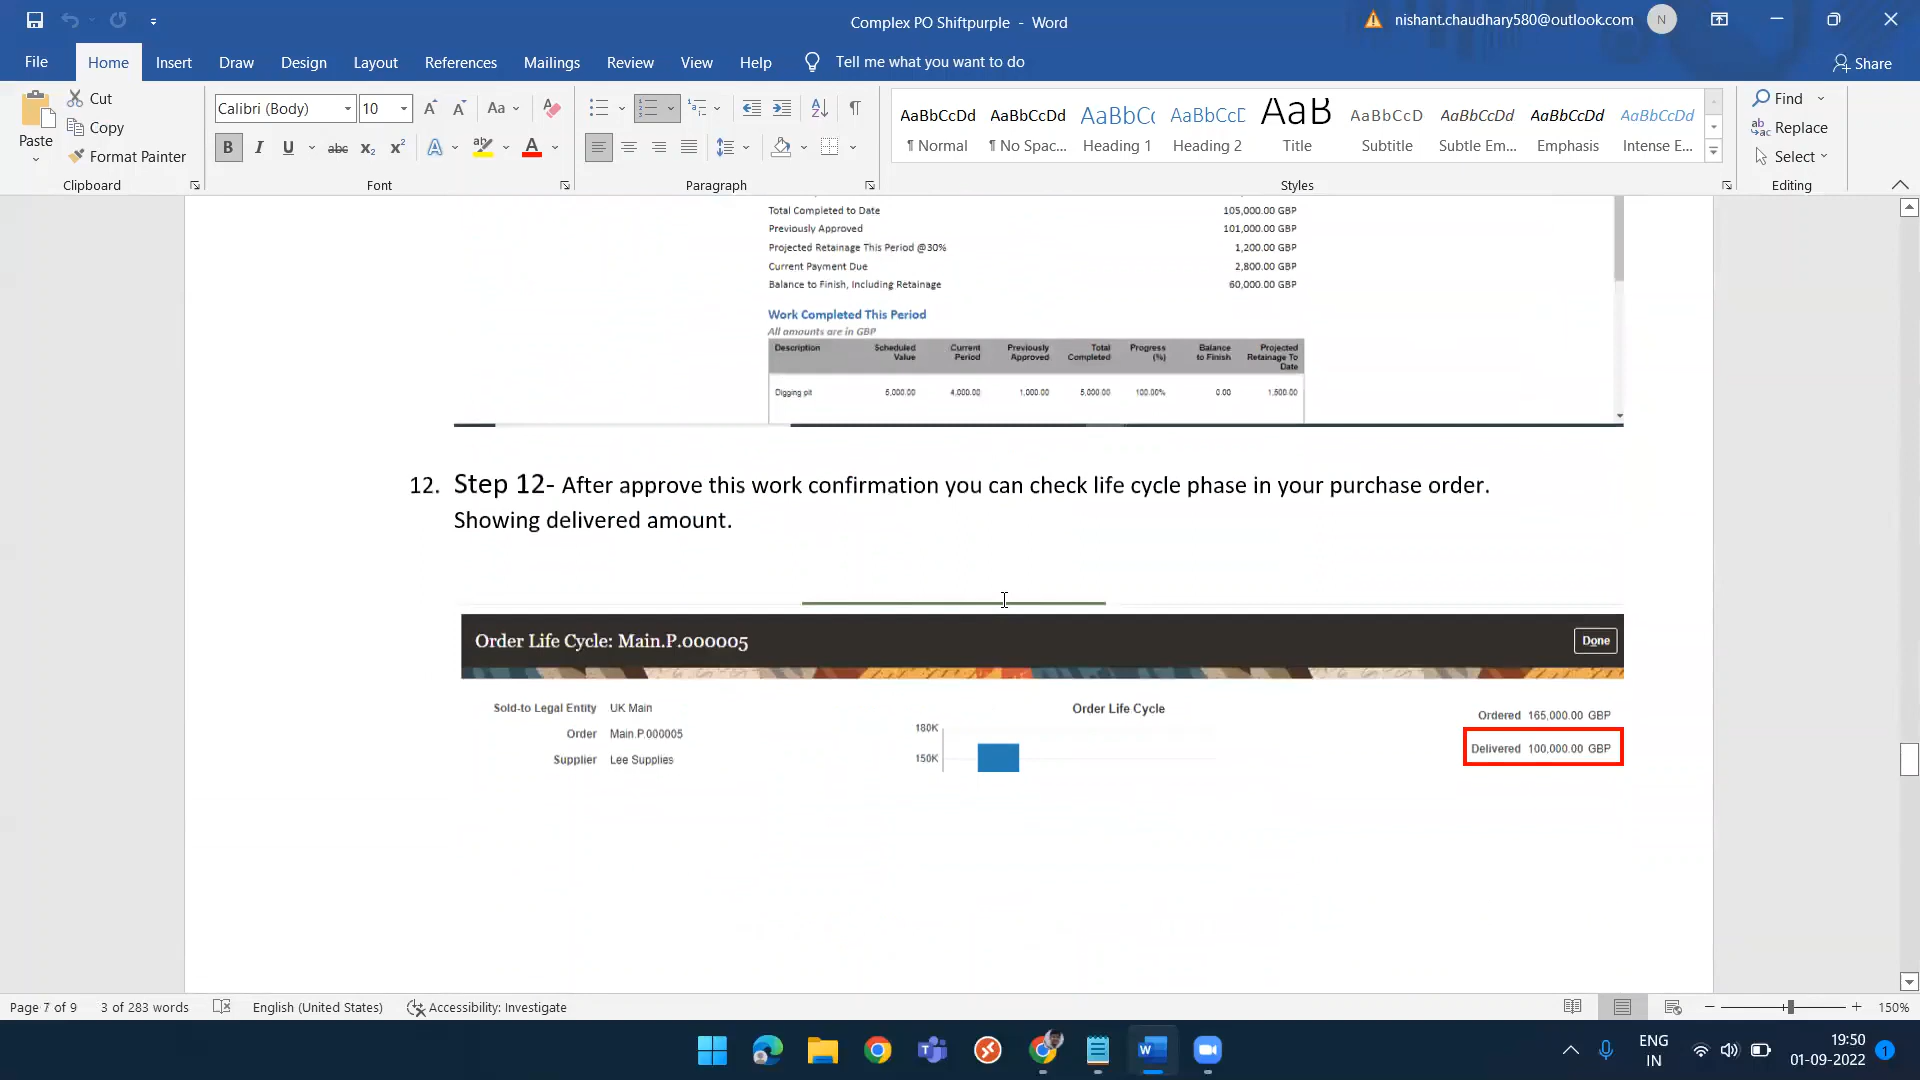 Complex PO Shiftpurple - Word
nishant.chaudhary580@outlook.com
N
File
Home
Insert
Draw
Design
Layout
References
Mailings
Review
View
Help
Tell me what you want to do
Share
Paste
Cut
Copy
Format Painter
Clipboard
Calibri (Body)
10
Font
Paragraph
AaBbCcDd
¶ Normal
AaBbCcDd
¶ No Spac...
AaBbC
Heading 1
AaBbCcC
Heading 2
AaB
Title
AaBbCcD
Subtitle
AaBbCcDd
Subtle Em...
AaBbCcDd
Emphasis
AaBbCcDd
Intense E...
Styles
Find
Replace
Select
Editing
Total Completed to Date 105,000.00 GBP
Previously Approved 101,000.00 GBP
Projected Retainage This Period @30% 1,200.00 GBP
Current Payment Due 2,800.00 GBP
Balance to Finish, Including Retainage 60,000.00 GBP
Work Completed This Period
All amounts are in GBP
Description Scheduled Value Current Period Previously Approved Total Completed Progress (%) Balance to Finish Projected Retainage To Date
Digging pit 5,000.00 4,000.00 1,000.00 5,000.00 100.00% 0.00 1,500.00
12. Step 12- After approve this work confirmation you can check life cycle phase in your purchase order.
Showing delivered amount.
Order Life Cycle: Main.P.000005
Done
Sold-to Legal Entity UK Main
Order Main.P.000005
Supplier Lee Supplies
Order Life Cycle
180K
150K
Ordered 165,000.00 GBP
Delivered 100,000.00 GBP
Page 7 of 9
3 of 283 words
English (United States)
Accessibility: Investigate
150%
ENG
IN
19:50
01-09-2022
1